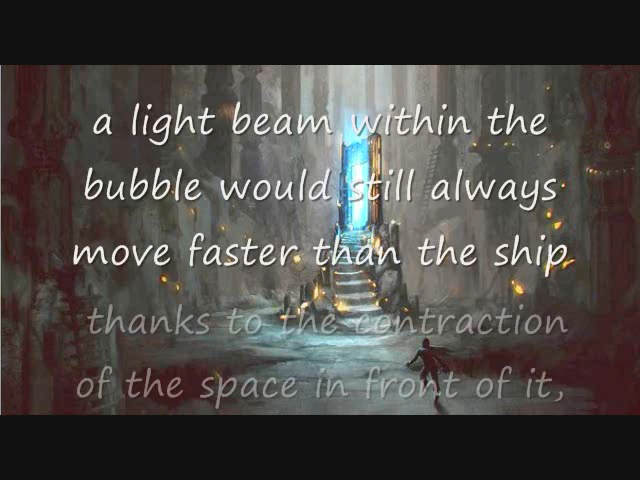 a light beam within the
bubble would still always
move faster than the ship
thanks to the contraction
of the space in front of it,